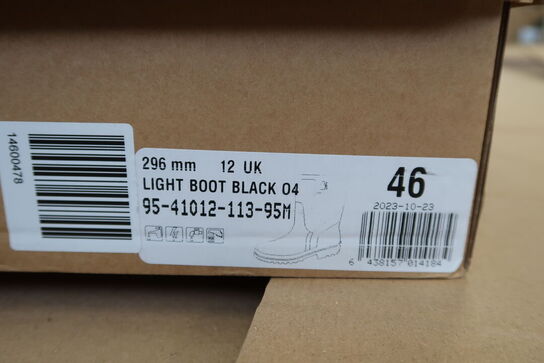 14600478
296 mm 12 UK
LIGHT BOOT BLACK 04
95-41012-113-95M
46
2023-10-23
6 438157 014184